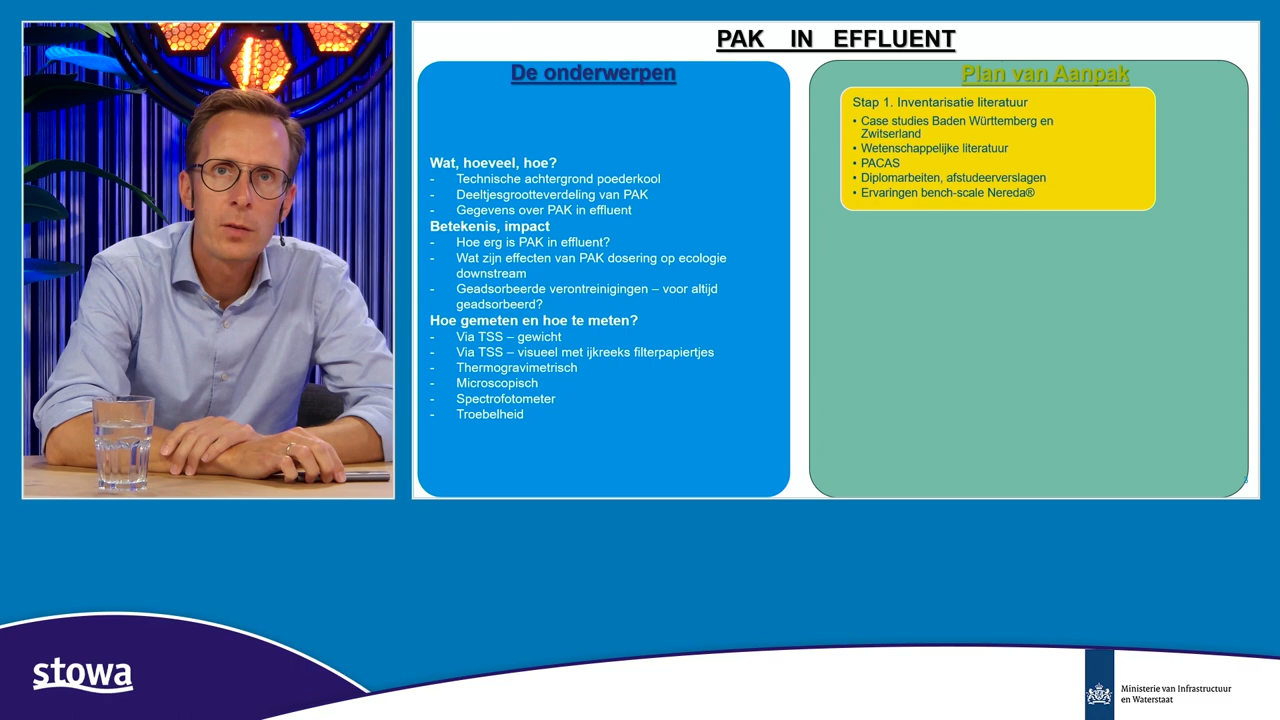 PAK IN EFFLUENT
De onderwerpen
Wat, hoeveel, hoe?
- Technische achtergrond poederkool
- Deeltjesgrootteverdeling van PAK
- Gegevens over PAK in effluent
Betekenis, impact
- Hoe erg is PAK in effluent?
- Wat zijn effecten van PAK dosering op ecologie
downstream
- Geadsorbeerde verontreinigingen – voor altijd
geadsorbeerd?
Hoe gemeten en hoe te meten?
- Via TSS – gewicht
- Via TSS – visueel met ijkreeks filterpapiertjes
- Thermogravimetrisch
- Microscopisch
- Spectrofotometer
- Troebelheid
Plan van Aanpak
Stap 1. Inventarisatie literatuur
• Case studies Baden Württemberg en
Zwitserland
• Wetenschappelijke literatuur
• PACAS
• Diplomarbeiten, afstudeerverslagen
• Ervaringen bench-scale Nereda®
stowa
Ministerie van Infrastructuur
en Waterstaat